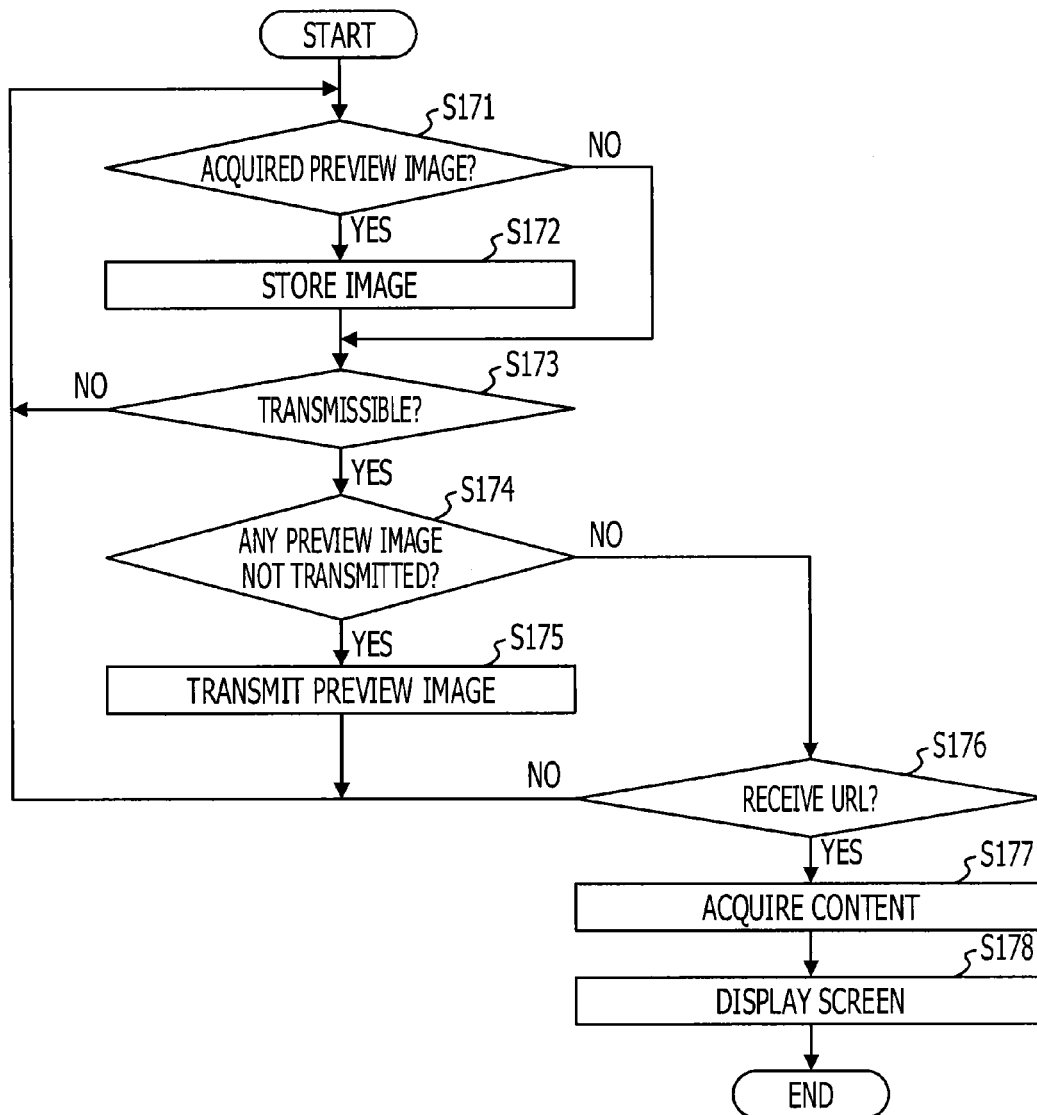 START
S171
ACQUIRED PREVIEW IMAGE?
NO
YES
S172
STORE IMAGE
S173
NO
TRANSMISSIBLE?
YES
S174
ANY PREVIEW IMAGE
NOT TRANSMITTED?
NO
YES
S175
TRANSMIT PREVIEW IMAGE
S176
NO
RECEIVE URL?
YES
S177
ACQUIRE CONTENT
S178
DISPLAY SCREEN
END